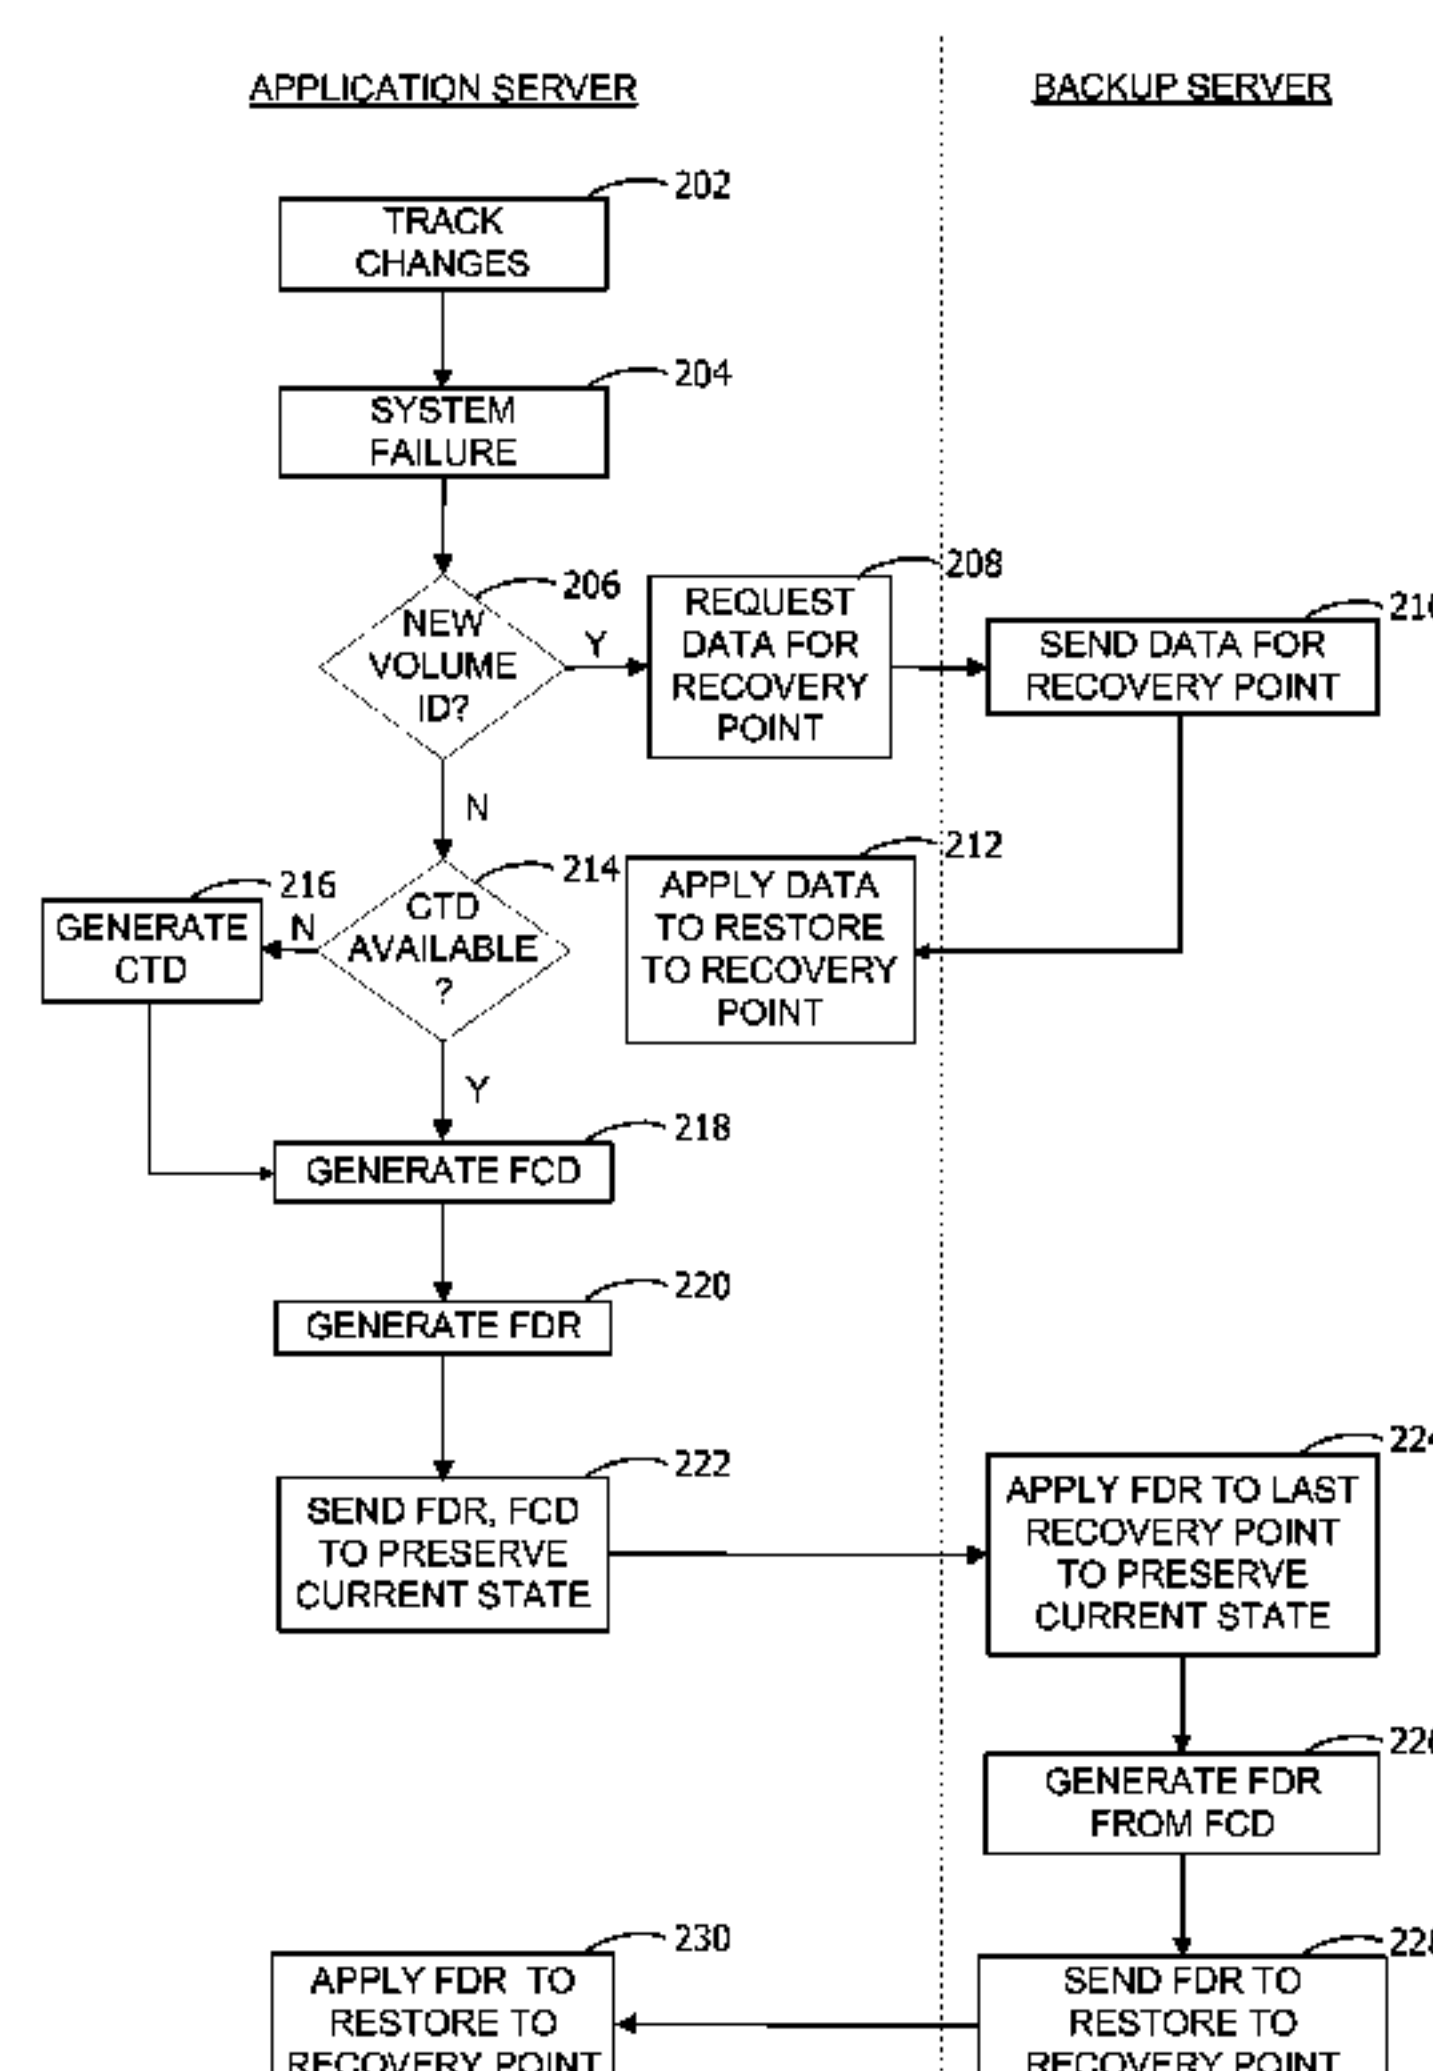 APPLICATION SERVER
BACKUP SERVER
202
TRACK
CHANGES
204
SYSTEM
FAILURE
206
NEW
VOLUME
ID?
Y
N
208
REQUEST
DATA FOR
RECOVERY
POINT
SEND DATA FOR
RECOVERY POINT
212
APPLY DATA
TO RESTORE
TO RECOVERY
POINT
214
CTD
AVAILABLE
?
N
Y
216
GENERATE
CTD
218
GENERATE FCD
220
GENERATE FDR
222
SEND FDR, FCD
TO PRESERVE
CURRENT STATE
APPLY FDR TO LAST
RECOVERY POINT
TO PRESERVE
CURRENT STATE
GENERATE FDR
FROM FCD
SEND FDR TO
RESTORE TO
RECOVERY POINT
230
APPLY FDR TO
RESTORE TO
RECOVERY POINT